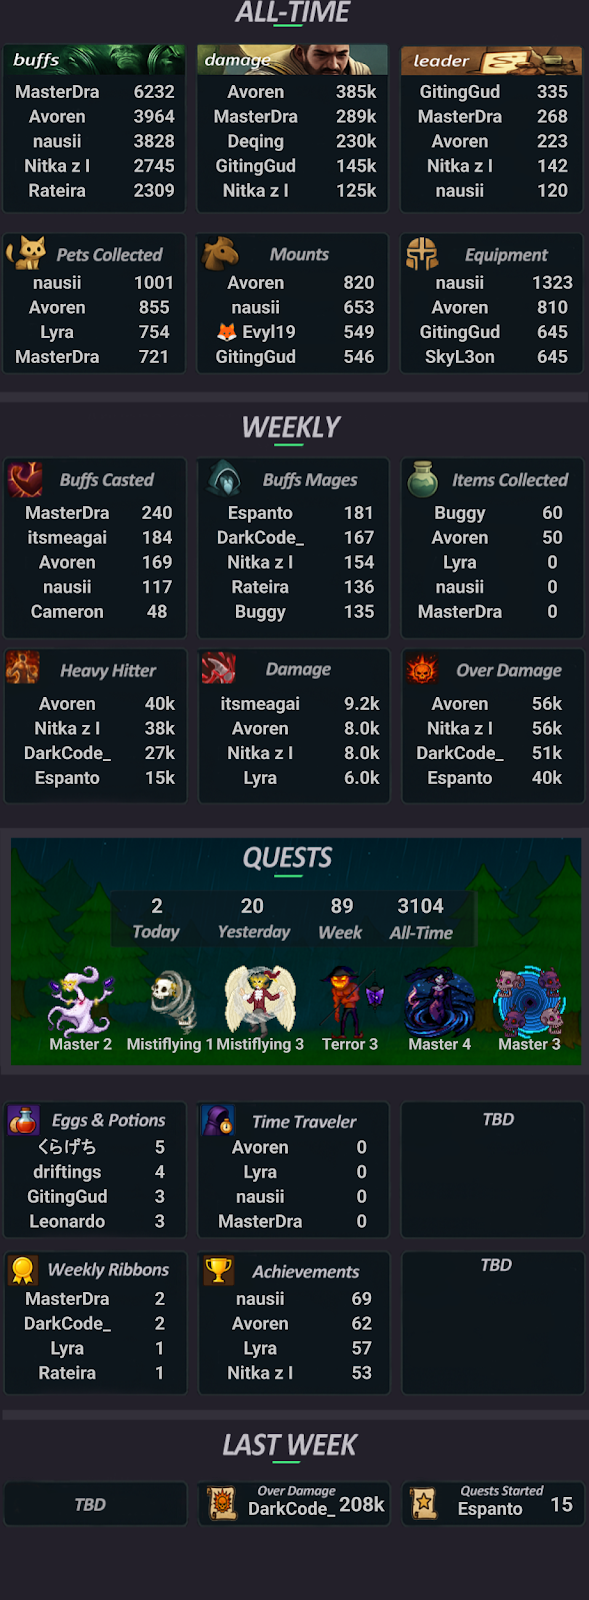 ALL-TIME
buffs
MasterDra 6232
Avoren 3964
nausii 3828
Nitka z l 2745
Rateira 2309
damage
Avoren 385k
MasterDra 289k
Deqing 230k
GitingGud 145k
Nitka z l 125k
leader
GitingGud 335
MasterDra 268
Avoren 223
Nitka z l 142
nausii 120
Pets Collected
nausii 1001
Avoren 855
Lyra 754
MasterDra 721
Mounts
Avoren 820
nausii 653
🦊 Evyl19 549
GitingGud 546
Equipment
nausii 1323
Avoren 810
GitingGud 645
SkyL3on 645
WEEKLY
Buffs Casted
MasterDra 240
itsmeagai 184
Avoren 169
nausii 117
Cameron 48
Buffs Mages
Espanto 181
DarkCode_ 167
Nitka z l 154
Rateira 136
Buggy 135
Items Collected
Buggy 60
Avoren 50
Lyra 0
nausii 0
MasterDra 0
Heavy Hitter
Avoren 40k
Nitka z l 38k
DarkCode_ 27k
Espanto 15k
Damage
itsmeagai 9.2k
Avoren 8.0k
Nitka z l 8.0k
Lyra 6.0k
Over Damage
Avoren 56k
Nitka z l 56k
DarkCode_ 51k
Espanto 40k
QUESTS
2 20 89 3104
Today Yesterday Week All-Time
Master 2 Mistiflying 1 Mistiflying 3 Terror 3 Master 4 Master 3
Eggs & Potions
くらげち 5
driftings 4
GitingGud 3
Leonardo 3
Time Traveler
Avoren 0
Lyra 0
nausii 0
MasterDra 0
TBD
Weekly Ribbons
MasterDra 2
DarkCode_ 2
Lyra 1
Rateira 1
Achievements
nausii 69
Avoren 62
Lyra 57
Nitka z l 53
TBD
LAST WEEK
TBD
Over Damage
DarkCode_ 208k
Quests Started
Espanto 15